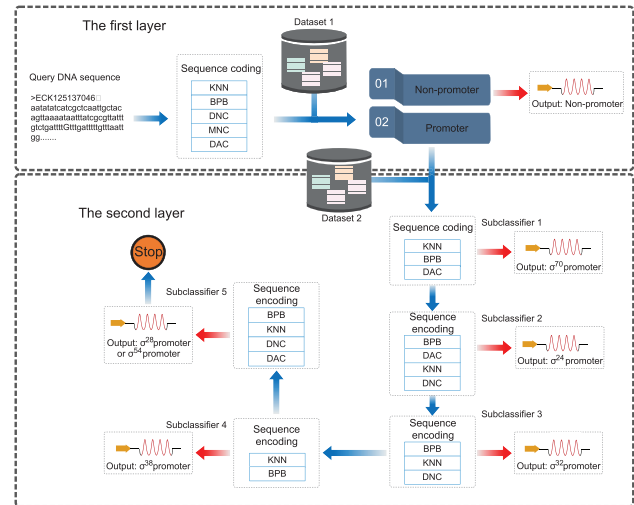 The first layer
Dataset 1
Query DNA sequence
>ECK125137046
aatatatcatcgctcaattgctac
agttaaaataatttatcgcgttattt
gtctgattttGtttgatttttgtttaatt
gg.......
Sequence coding
KNN
BPB
DNC
MNC
DAC
01
Non-promoter
02
Promoter
Output: Non-promoter
Dataset 2
The second layer
Sequence coding
KNN
BPB
DAC
Subclassifier 1
Output: σ70promoter
Sequence
encoding
BPB
DAC
KNN
DNC
Subclassifier 2
Output: σ24promoter
Sequence
encoding
BPB
KNN
DNC
Subclassifier 3
Output: σ32promoter
Sequence
encoding
KNN
BPB
Subclassifier 4
Output: σ38promoter
Sequence
encoding
BPB
KNN
DNC
DAC
Subclassifier 5
Output: σ28promoter
or σ54promoter
Stop